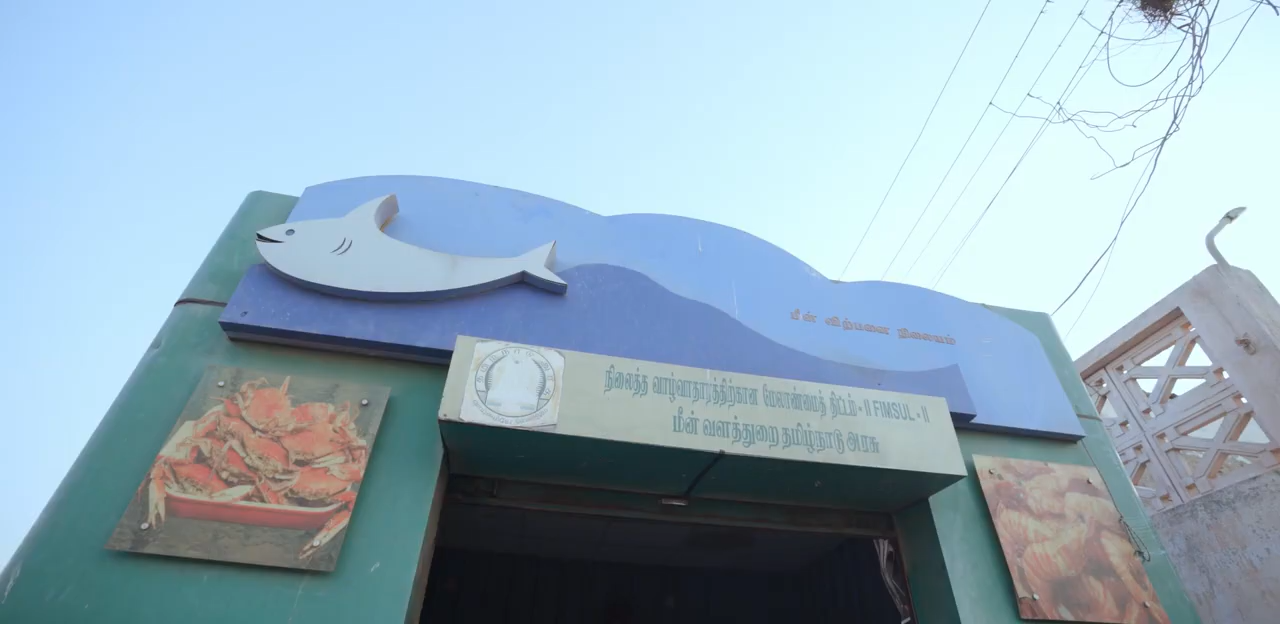 மீன் விற்பனை நிலையம்
நிலைத்த வாழ்வாதாரத்திற்கான மேலாண்மைத் திட்டம் - II FIMSUL - II
மீன் வளத்துறை தமிழ்நாடு அரசு